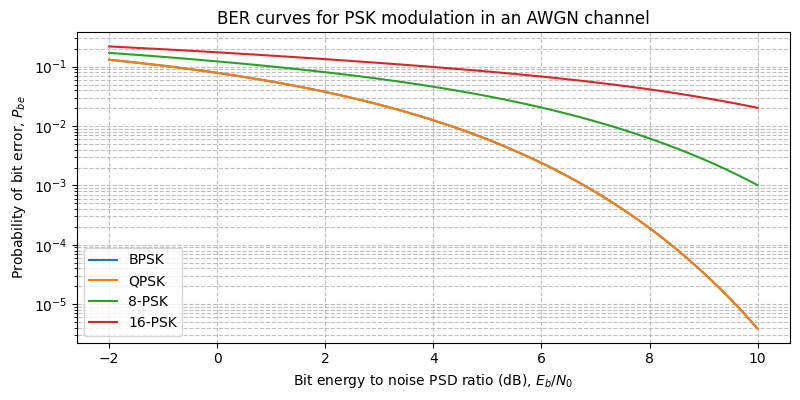 BER curves for PSK modulation in an AWGN channel
Probability of bit error, $P_{be}$
10⁻¹
10⁻²
10⁻³
10⁻⁴
10⁻⁵
BPSK
QPSK
8-PSK
16-PSK
−2 0 2 4 6 8 10
Bit energy to noise PSD ratio (dB), $E_b/N_0$